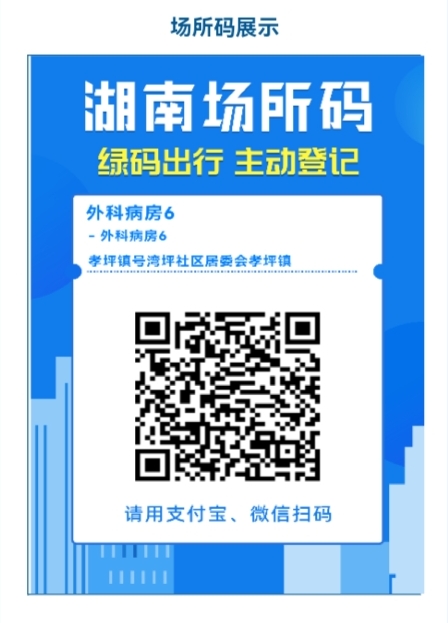 场所码展示
湖南场所码
绿码出行 主动登记
外科病房6
- 外科病房6
孝坪镇号湾坪社区居委会孝坪镇
请用支付宝、微信扫码